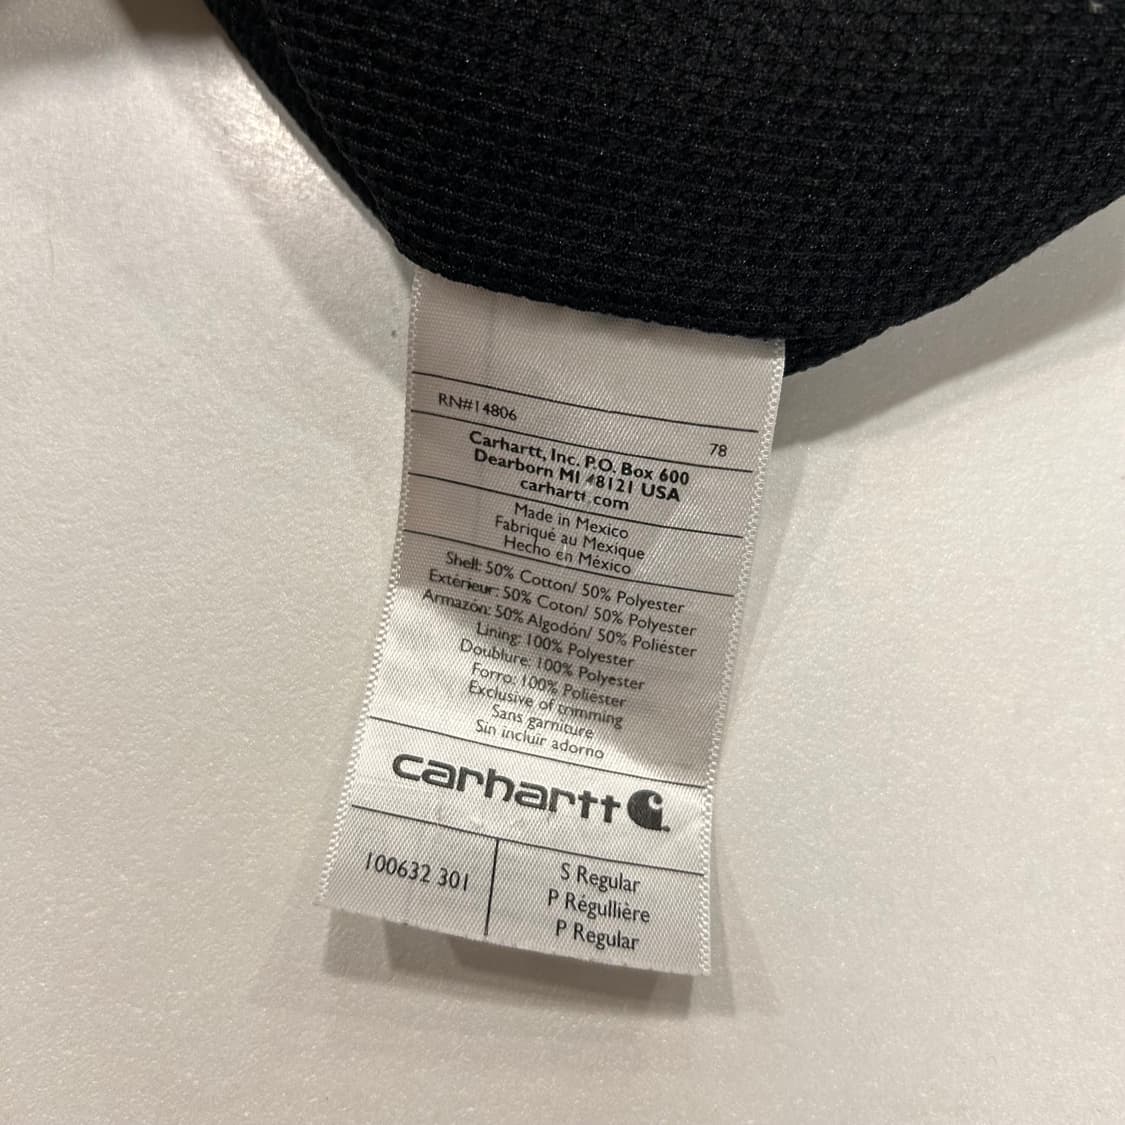 RN#14806
78
Carhartt, Inc. P.O. Box 600
Dearborn MI 48121 USA
carhartt.com
Made in Mexico
Fabriqué au Mexique
Hecho en México
Shell: 50% Cotton/ 50% Polyester
Extérieur: 50% Coton/ 50% Polyester
Armazón: 50% Algodón/ 50% Poliéster
Lining: 100% Polyester
Doublure: 100% Polyester
Forro: 100% Poliéster
Exclusive of trimming
Sans garniture
Sin incluir adorno
carhartt
100632 301
S Regular
P Régullière
P Regular